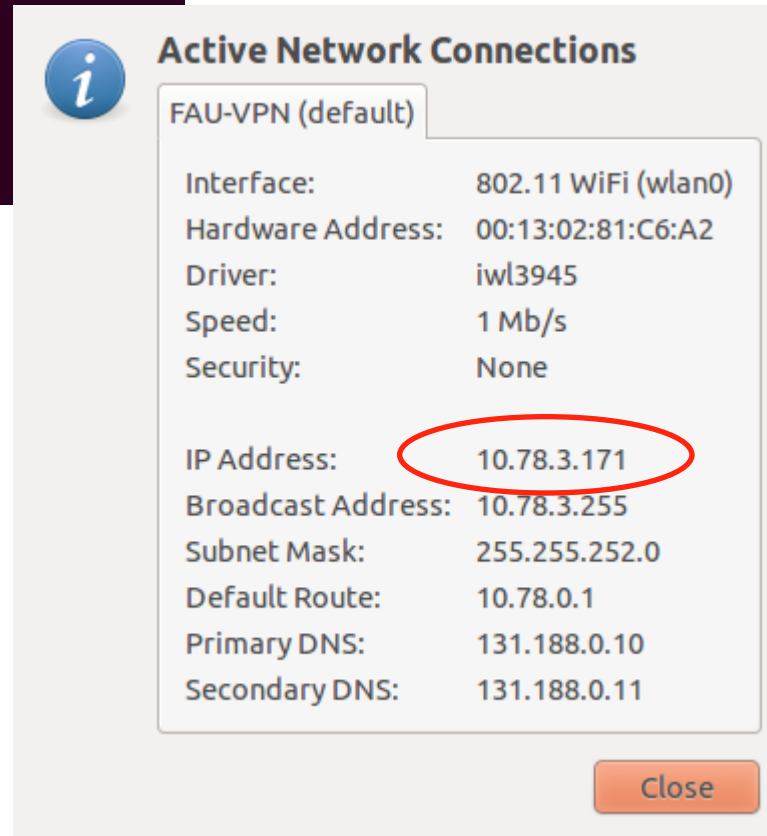 Active Network Connections
FAU-VPN (default)
Interface: 802.11 WiFi (wlan0)
Hardware Address: 00:13:02:81:C6:A2
Driver: iwl3945
Speed: 1 Mb/s
Security: None
IP Address: 10.78.3.171
Broadcast Address: 10.78.3.255
Subnet Mask: 255.255.252.0
Default Route: 10.78.0.1
Primary DNS: 131.188.0.10
Secondary DNS: 131.188.0.11
Close